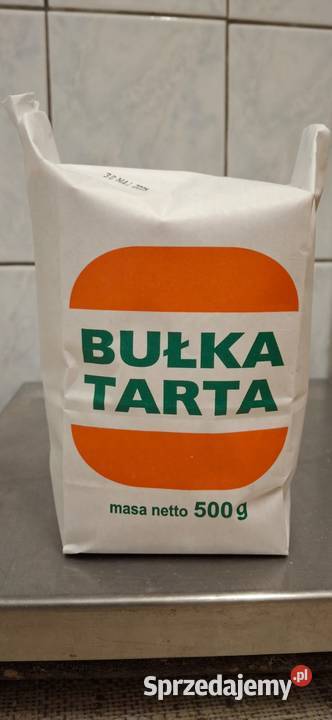 BUŁKA
TARTA
masa netto 500g
Sprzedajemy.pl